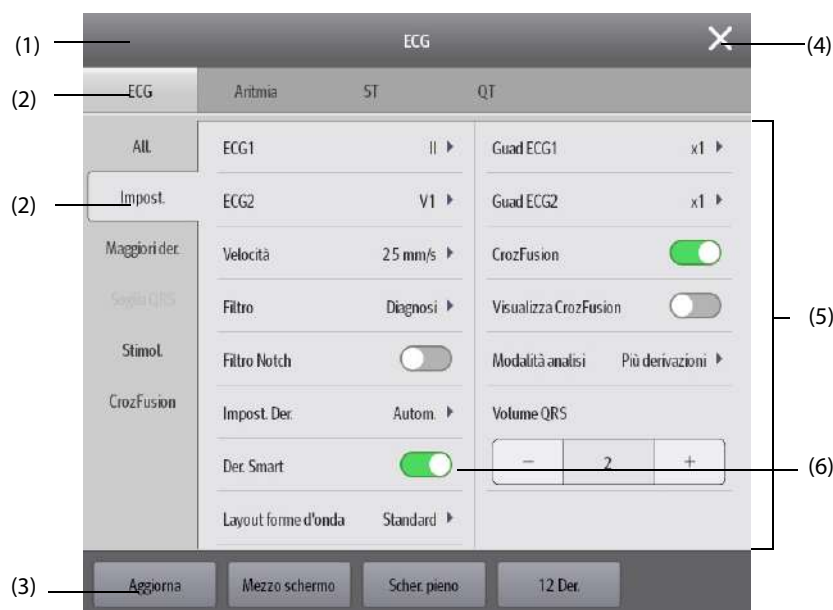 (1)
ECG
(4)
(2)
ECG
Aritmia
ST
QT
All.
ECG1
II
Guad ECG1
x1
(2)
Impost.
ECG2
V1
Guad ECG2
x1
Maggiori der.
Velocità
25 mm/s
CrozFusion
Soglia QRS
Filtro
Diagnosi
Visualizza CrozFusion
(5)
Stimol.
Filtro Notch
Modalità analisi
Più derivazioni
CrozFusion
Impost. Der.
Autom.
Volume QRS
Der. Smart
−
2
+
(6)
Layout forme d'onda
Standard
(3)
Aggiorna
Mezzo schermo
Scher. pieno
12 Der.